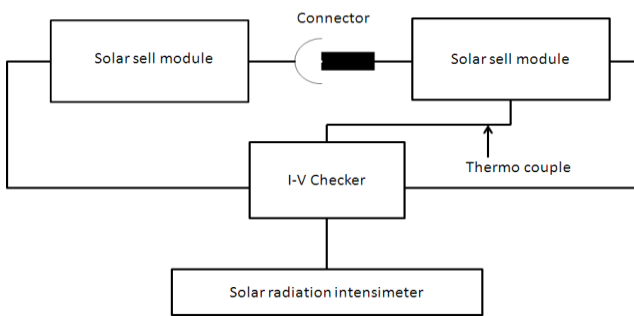 Connector
Solar sell module
Solar sell module
Thermo couple
I-V Checker
Solar radiation intensimeter